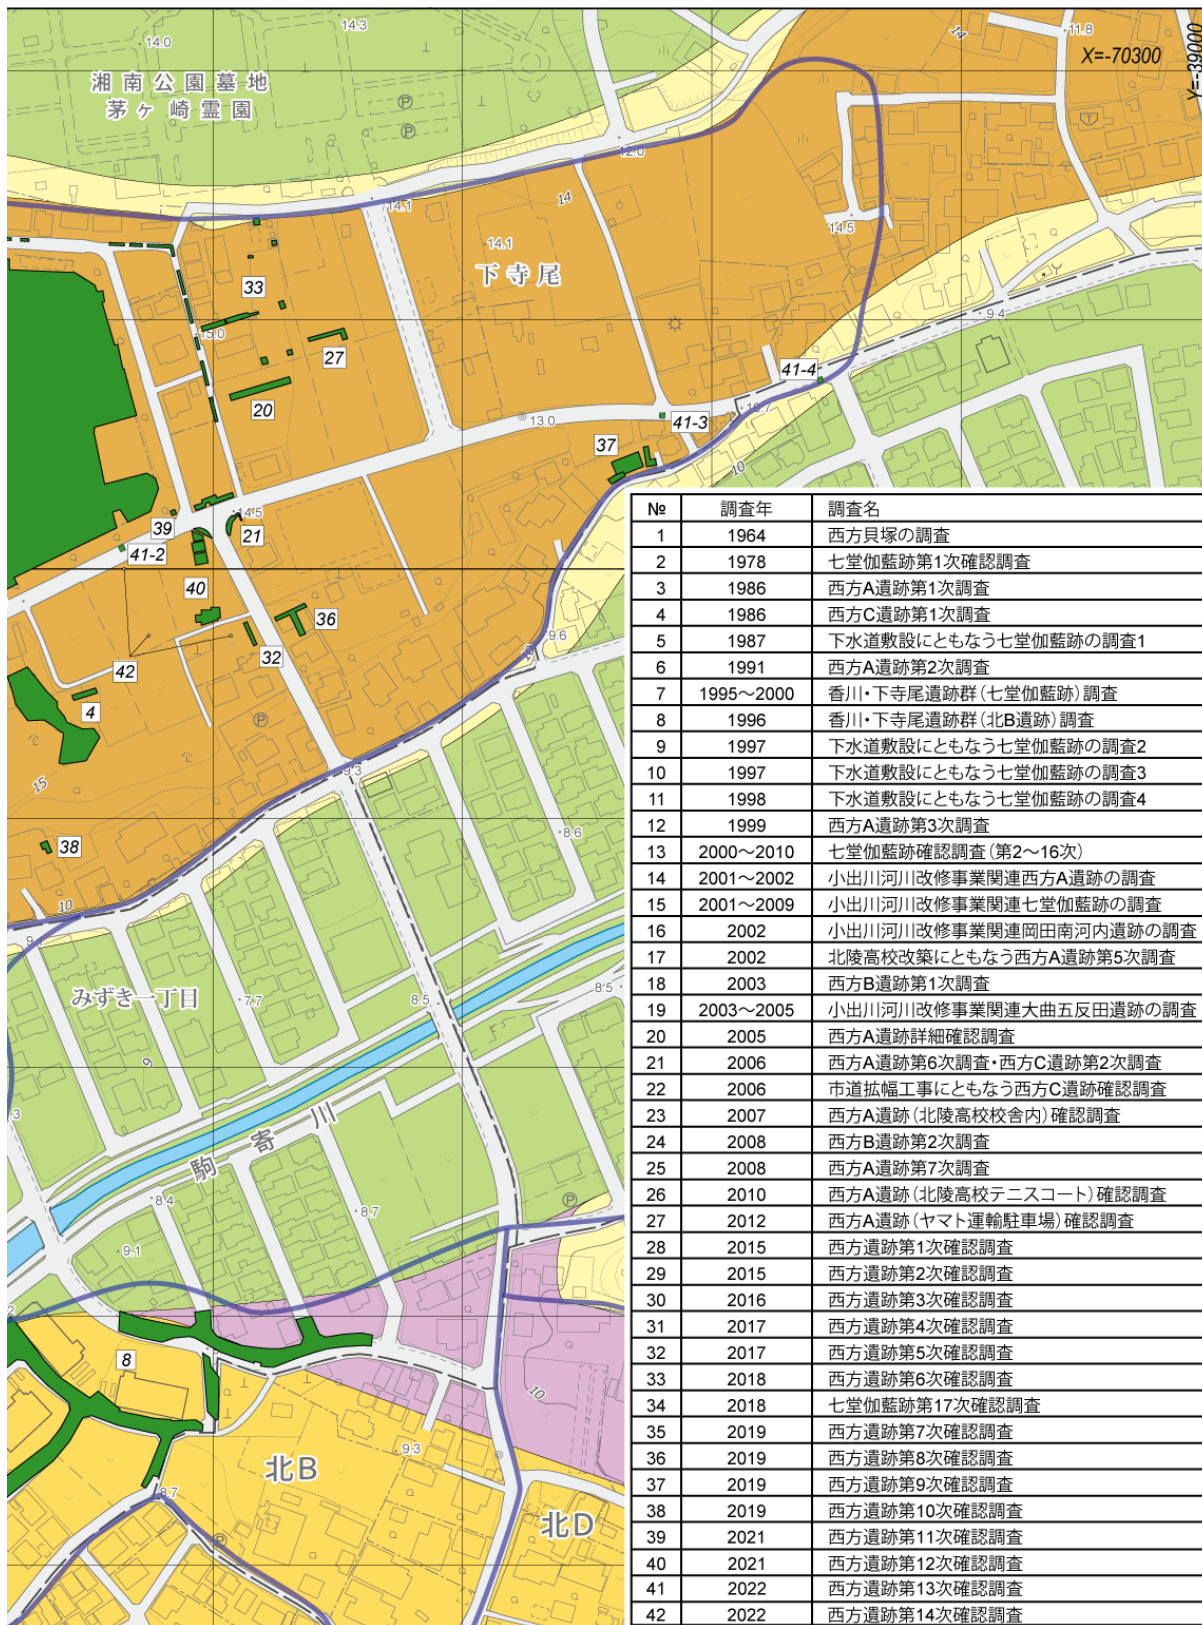 14.3
14.0
11.8
14
X=-70300
Y=-39000
湘南公園墓地
茅ヶ崎霊園
P
P
12.0
14.1
14
14.1
14.5
下寺尾
33
15.0
27
9.4
41-4
20
10.7
13.0
41-3
37
10
14.5
39
21
41-2
40
36
9.6
32
42
4
P
15
9.3
8.6
38
10
みずき一丁目
7.7
8.5
8.5
9
駒寄川
8.4
8.7
P
9.1
8
10
北B
9.3
8.7
北D
P
№ 調査年 調査名
1 1964 西方貝塚の調査
2 1978 七堂伽藍跡第1次確認調査
3 1986 西方A遺跡第1次調査
4 1986 西方C遺跡第1次調査
5 1987 下水道敷設にともなう七堂伽藍跡の調査1
6 1991 西方A遺跡第2次調査
7 1995～2000 香川・下寺尾遺跡群（七堂伽藍跡）調査
8 1996 香川・下寺尾遺跡群（北B遺跡）調査
9 1997 下水道敷設にともなう七堂伽藍跡の調査2
10 1997 下水道敷設にともなう七堂伽藍跡の調査3
11 1998 下水道敷設にともなう七堂伽藍跡の調査4
12 1999 西方A遺跡第3次調査
13 2000～2010 七堂伽藍跡確認調査（第2～16次）
14 2001～2002 小出川河川改修事業関連西方A遺跡の調査
15 2001～2009 小出川河川改修事業関連七堂伽藍跡の調査
16 2002 小出川河川改修事業関連岡田南河内遺跡の調査
17 2002 北陵高校改築にともなう西方A遺跡第5次調査
18 2003 西方B遺跡第1次調査
19 2003～2005 小出川河川改修事業関連大曲五反田遺跡の調査
20 2005 西方A遺跡詳細確認調査
21 2006 西方A遺跡第6次調査・西方C遺跡第2次調査
22 2006 市道拡幅工事にともなう西方C遺跡確認調査
23 2007 西方A遺跡（北陵高校校舎内）確認調査
24 2008 西方B遺跡第2次調査
25 2008 西方A遺跡第7次調査
26 2010 西方A遺跡（北陵高校テニスコート）確認調査
27 2012 西方A遺跡（ヤマト運輸駐車場）確認調査
28 2015 西方遺跡第1次確認調査
29 2015 西方遺跡第2次確認調査
30 2016 西方遺跡第3次確認調査
31 2017 西方遺跡第4次確認調査
32 2017 西方遺跡第5次確認調査
33 2018 西方遺跡第6次確認調査
34 2018 七堂伽藍跡第17次確認調査
35 2019 西方遺跡第7次確認調査
36 2019 西方遺跡第8次確認調査
37 2019 西方遺跡第9次確認調査
38 2019 西方遺跡第10次確認調査
39 2021 西方遺跡第11次確認調査
40 2021 西方遺跡第12次確認調査
41 2022 西方遺跡第13次確認調査
42 2022 西方遺跡第14次確認調査